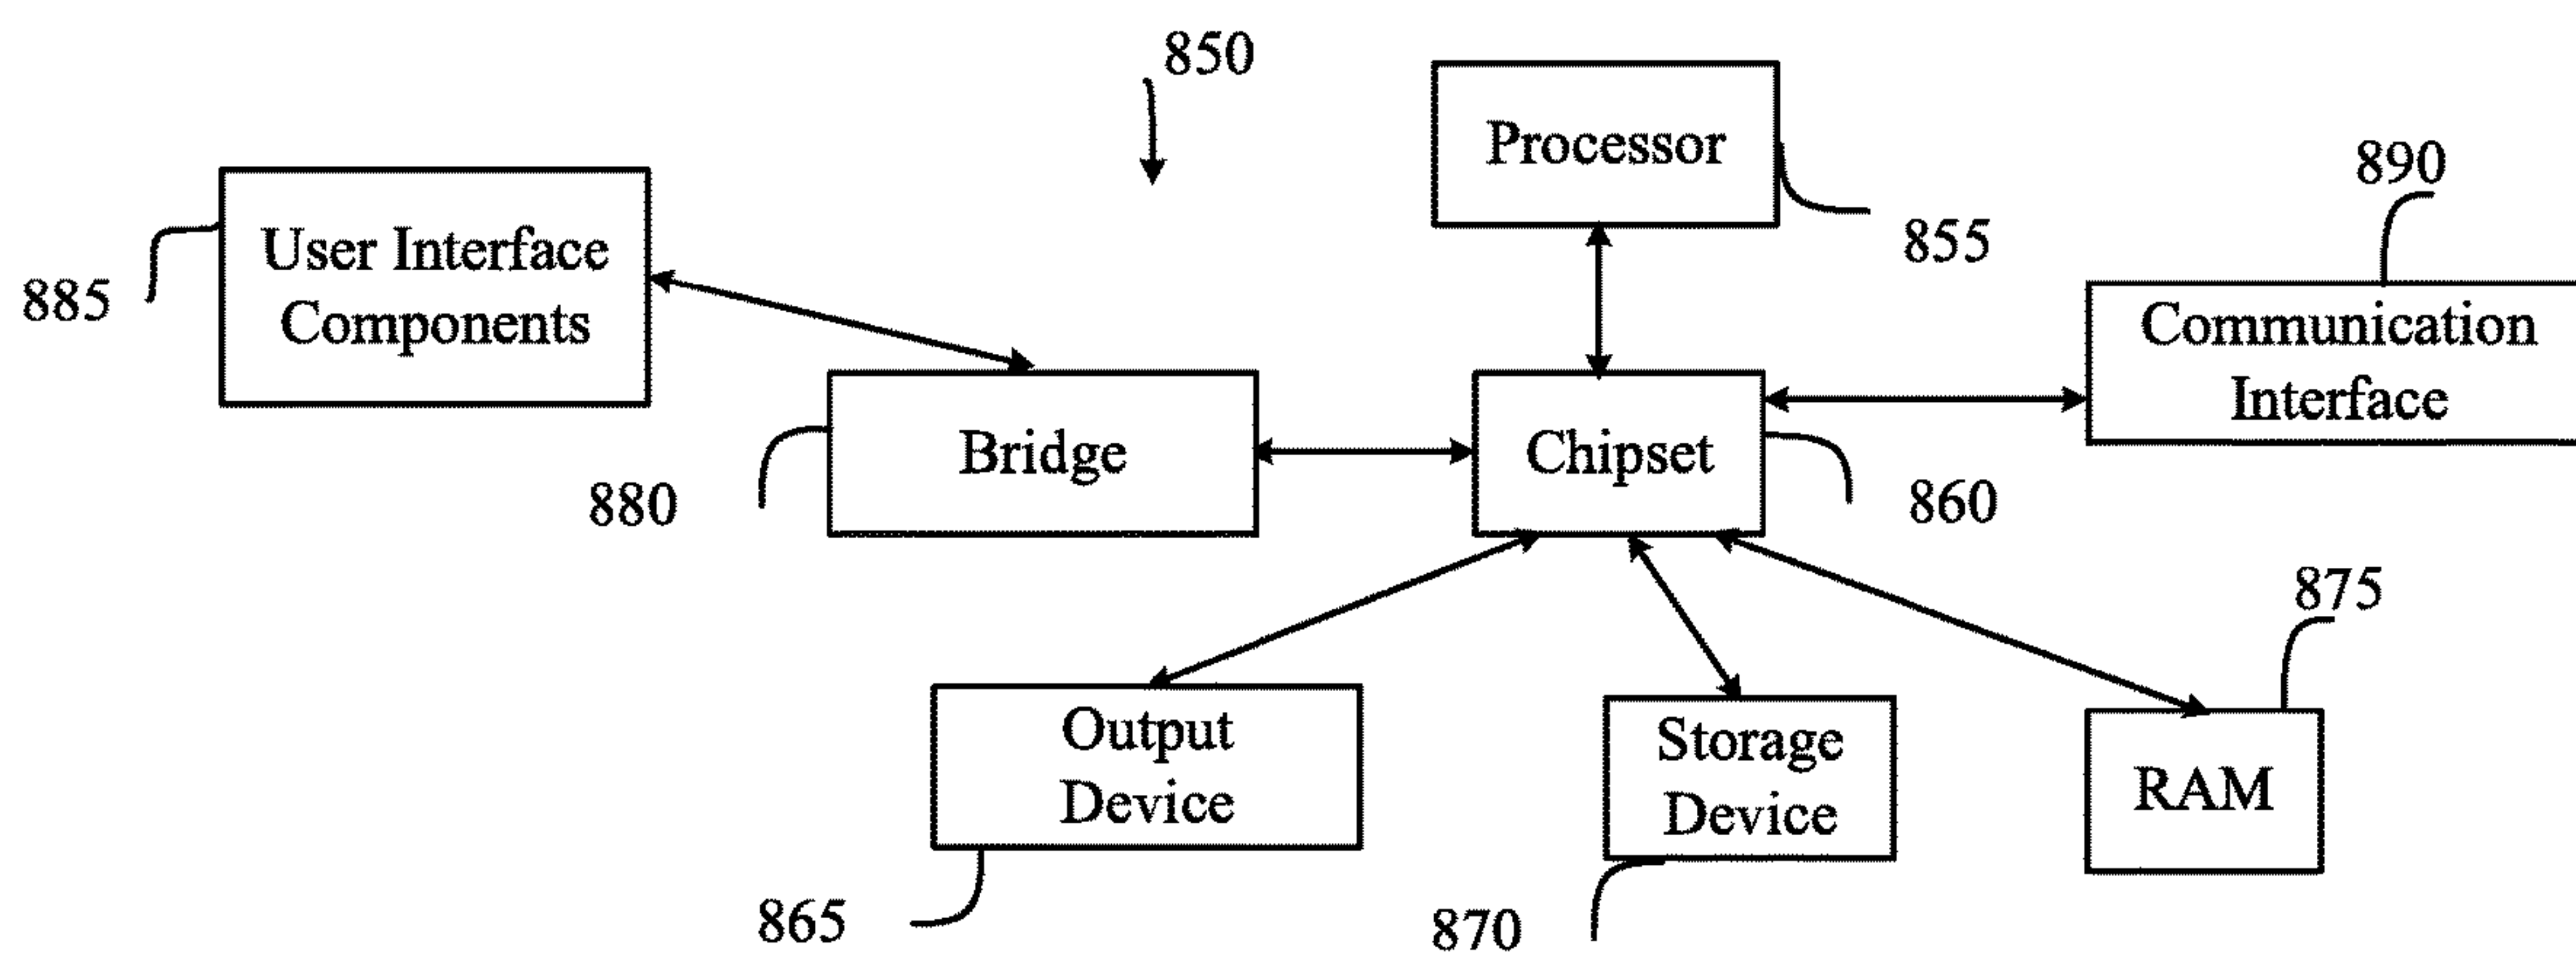 850
Processor
890
User Interface
Components
885
855
Communication
Interface
Bridge
880
Chipset
860
875
Output
Device
Storage
Device
RAM
865
870